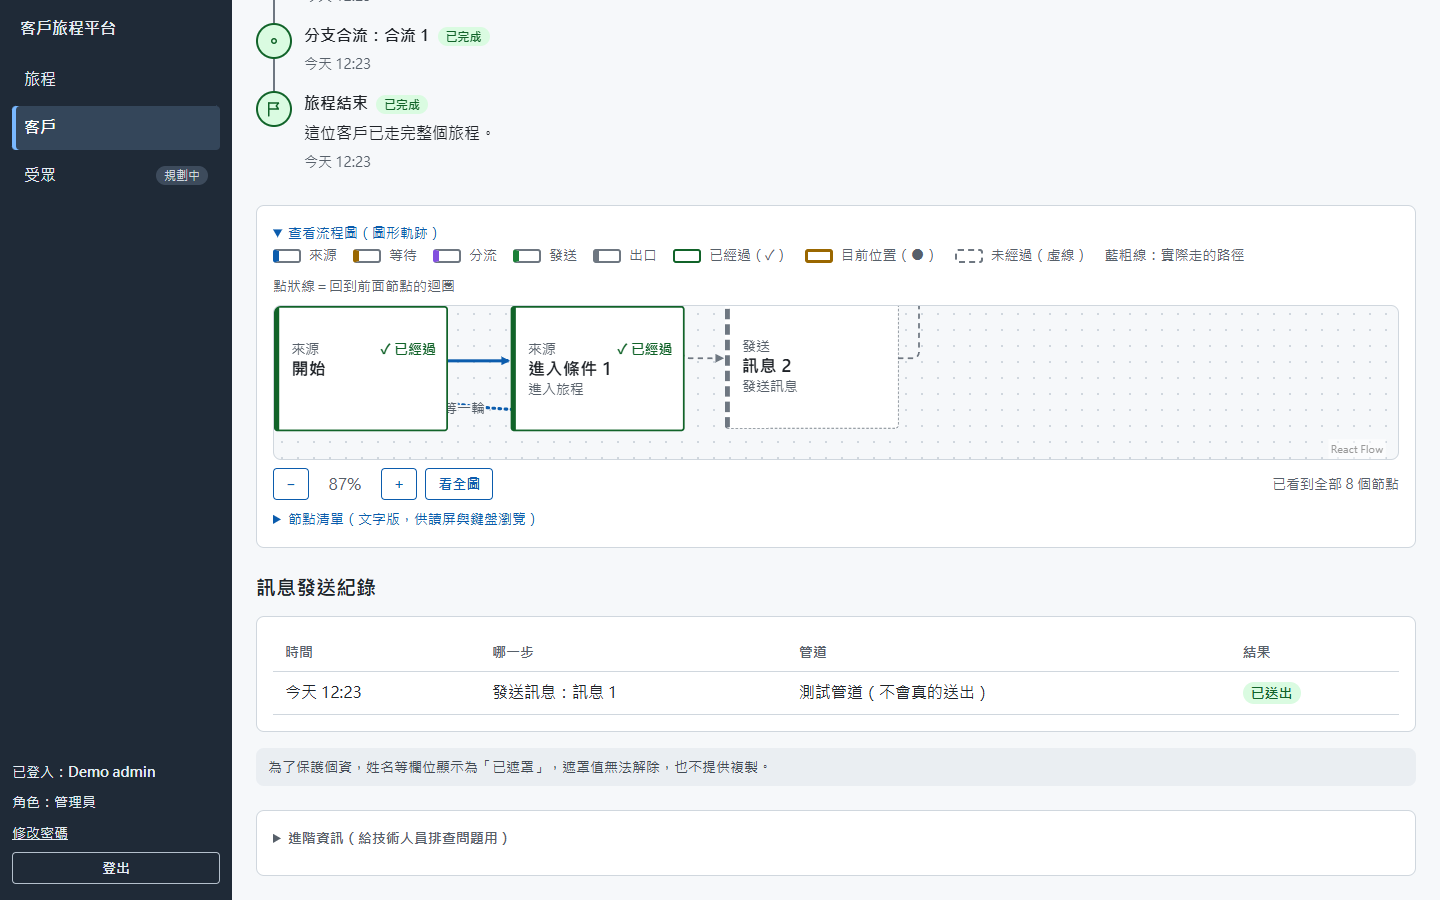 客戶旅程平台
旅程
客戶
受眾 規劃中
已登入：Demo admin
角色：管理員
修改密碼
登出
分支合流：合流 1 已完成
今天 12:23
旅程結束 已完成
這位客戶已走完整個旅程。
今天 12:23
▼ 查看流程圖（圖形軌跡）
來源 等待 分流 發送 出口 已經過（✓） 目前位置（●） 未經過（虛線） 藍粗線：實際走的路徑
點狀線＝回到前面節點的迴圈
來源 ✓ 已經過
開始
等一輪
來源 ✓ 已經過
進入條件 1
進入旅程
發送
訊息 2
發送訊息
React Flow
− 87% + 看全圖
已看到全部 8 個節點
▶ 節點清單（文字版，供讀屏與鍵盤瀏覽）
訊息發送紀錄
時間 哪一步 管道 結果
今天 12:23 發送訊息：訊息 1 測試管道（不會真的送出） 已送出
為了保護個資，姓名等欄位顯示為「已遮罩」，遮罩值無法解除，也不提供複製。
▶ 進階資訊（給技術人員排查問題用）